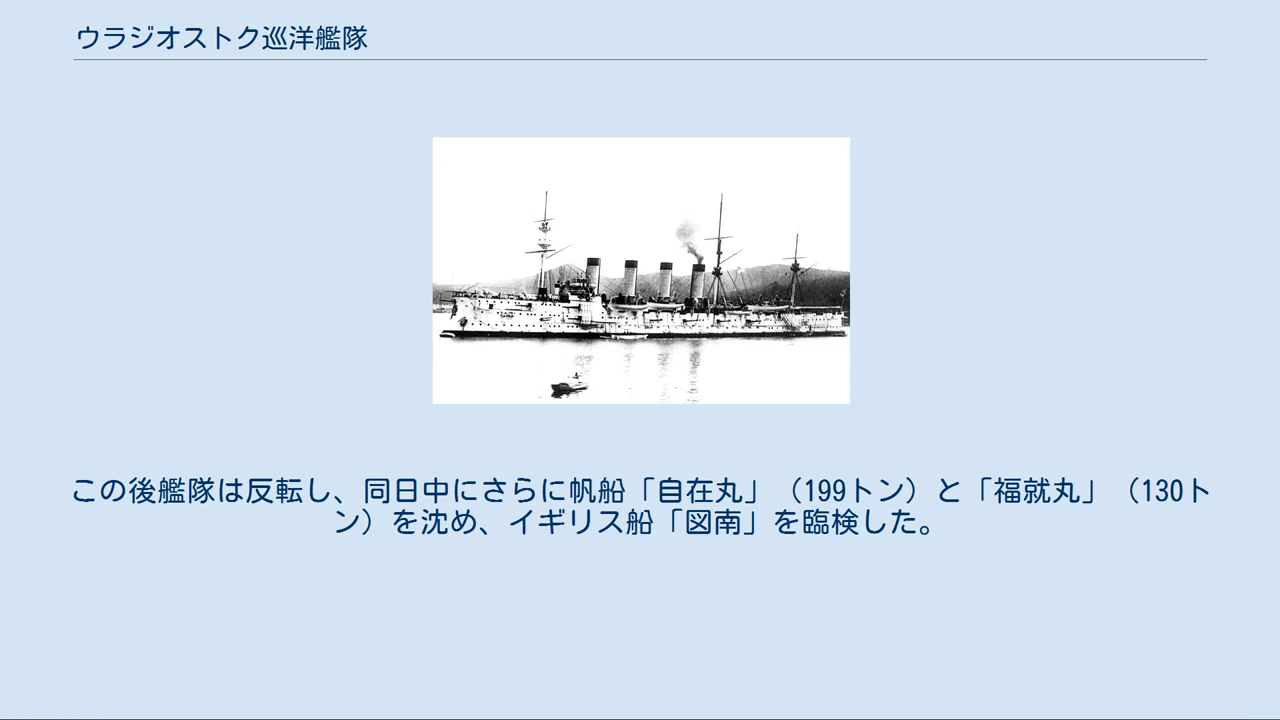 ウラジオストク巡洋艦隊
この後艦隊は反転し、同日中にさらに帆船「自在丸」（199トン）と「福就丸」（130ト
ン）を沈め、イギリス船「図南」を臨検した。